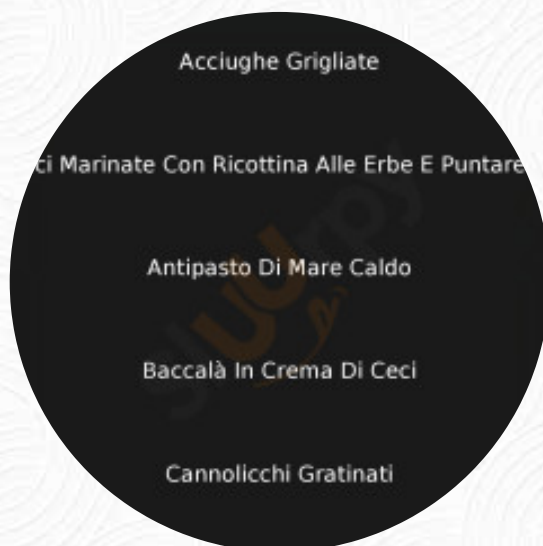 Acciughe Grigliate
ci Marinate Con Ricottina Alle Erbe E Puntare
Antipasto Di Mare Caldo
Baccalà In Crema Di Ceci
Cannolicchi Gratinati
sluurpy